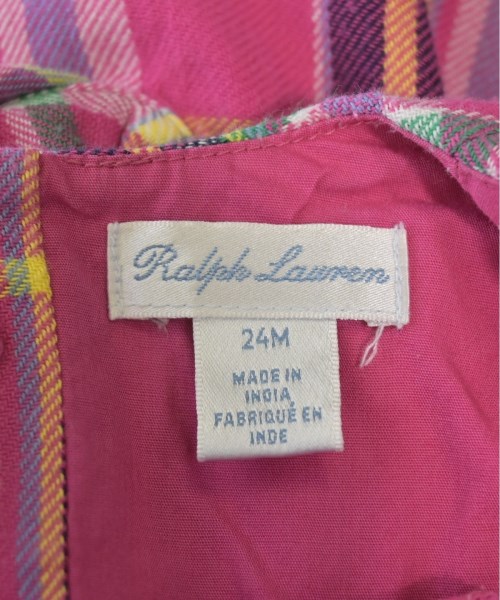 Ralph Lauren
24M
MADE IN
INDIA
FABRIQUÉ EN
INDE